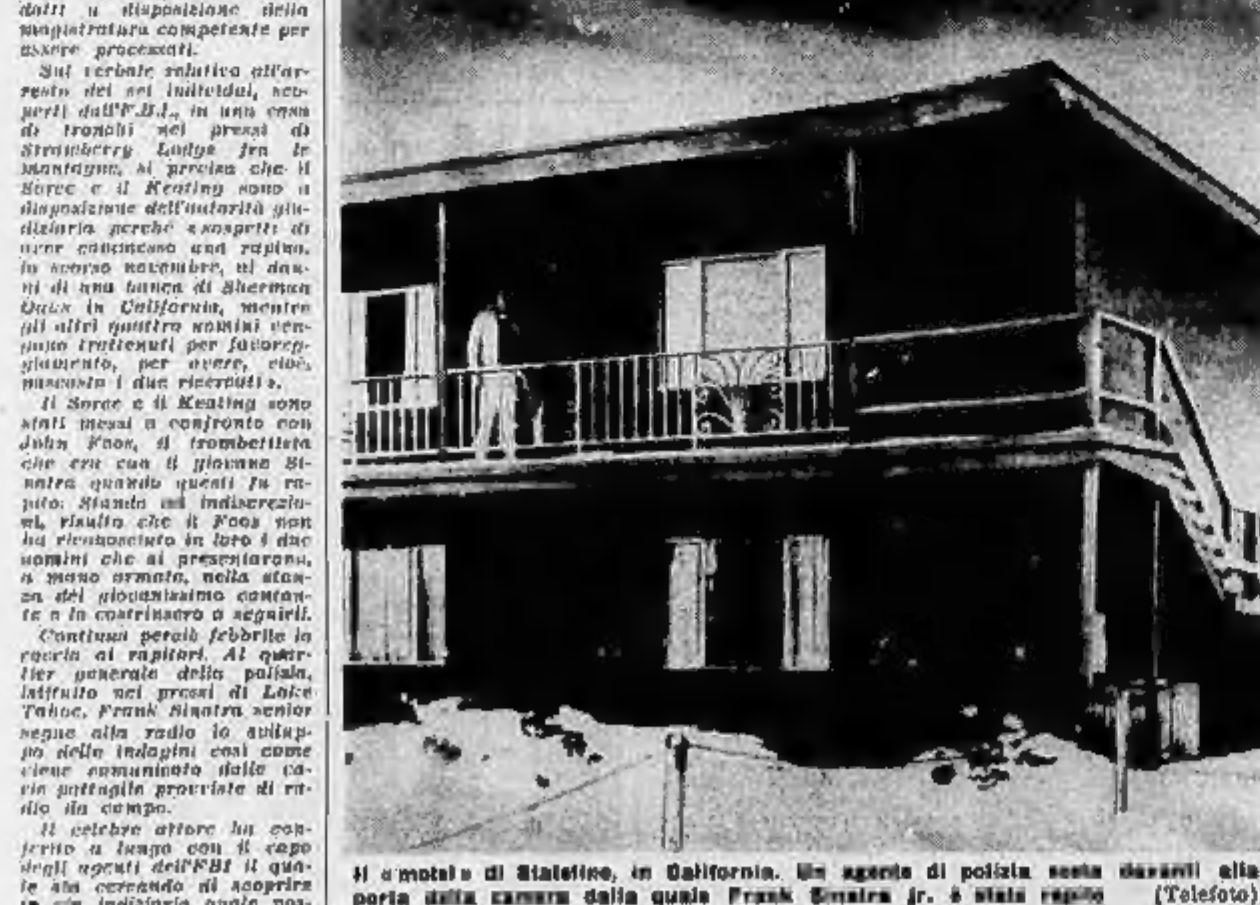 dotti a disposizione della
magistratura competente per
essere processati.
Sul verbale relativo all'ar-
resto dei sei individui, sco-
perti dall'F.B.I., in una casa
di tronchi nei pressi di
Strawberry Lodge fra le
montagne, si precisa che il
Sorce e il Keating sono a
disposizione dell'autorità giu-
diziaria perché «sospetti di
aver commesso una rapina,
lo scorso novembre, ai dan-
ni di una banca di Sherman
Oaks in California, mentre
gli altri quattro uomini ven-
gono trattenuti per favoreg-
giamento, per avere, cioè,
nascosto i due ricercati».
Il Sorce e il Keating sono
stati messi a confronto con
John Foos, il trombettista
che era con il giovane Si-
natra quando questi fu ra-
pito. Stando ad indiscrezio-
ni, risulta che il Foos non
ha riconosciuto in loro i due
uomini che si presentarono,
a mano armata, nella stan-
za del giovanissimo cantan-
te e lo costrinsero a seguirli.
Continua perciò febbrile la
caccia ai rapitori. Al quar-
tier generale della polizia,
istituito nei pressi di Lake
Tahoe, Frank Sinatra senior
segue alla radio lo svilup-
po delle indagini così come
viene comunicato dalle va-
rie pattuglie provviste di ra-
dio da campo.
Il celebre attore ha con-
ferito a lungo con il capo
degli agenti dell'FBI il qua-
le sta cercando di scoprire
Il «motel» di Stateline, in California. Un agente di polizia sosta davanti alla
porta della camera dalla quale Frank Sinatra jr. è stato rapito (Telefoto)